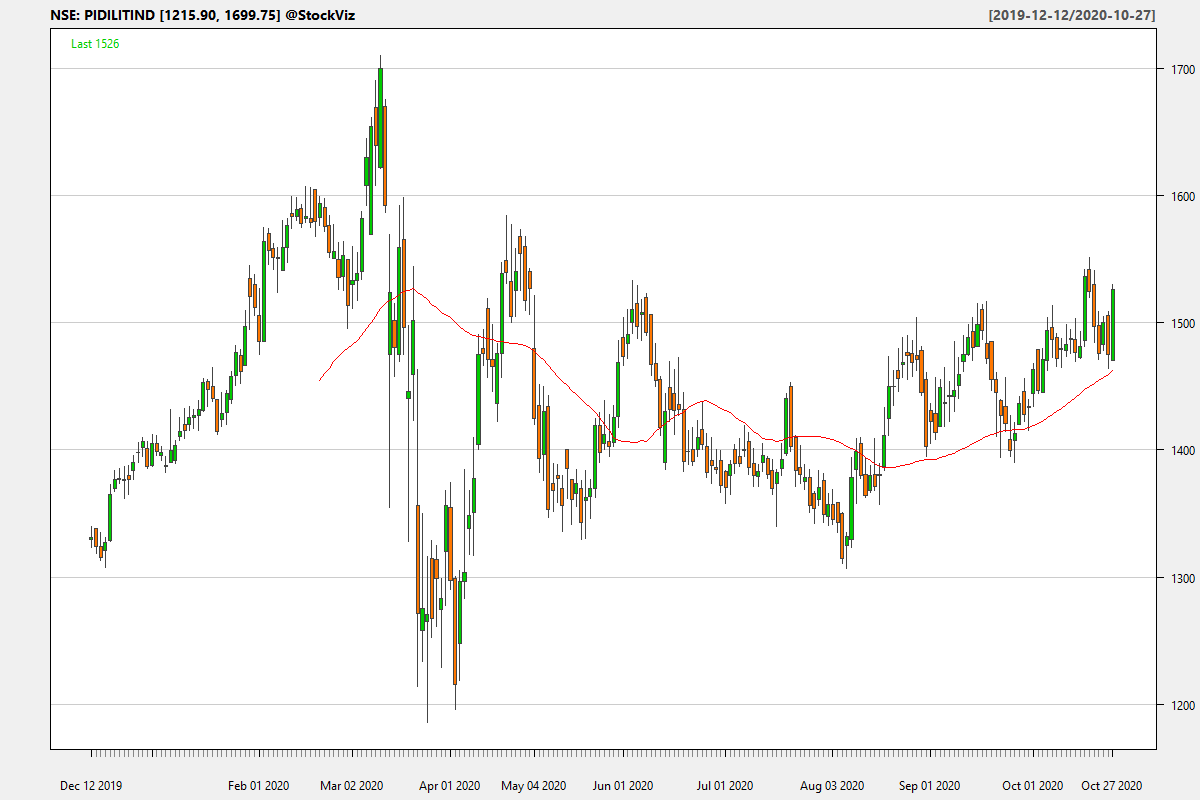 NSE: PIDILITIND [1215.90, 1699.75] @StockViz
[2019-12-12/2020-10-27]
Last 1526
1700
1600
1500
1400
1300
1200
Dec 12 2019 Feb 01 2020 Mar 02 2020 Apr 01 2020 May 04 2020 Jun 01 2020 Jul 01 2020 Aug 03 2020 Sep 01 2020 Oct 01 2020 Oct 27 2020